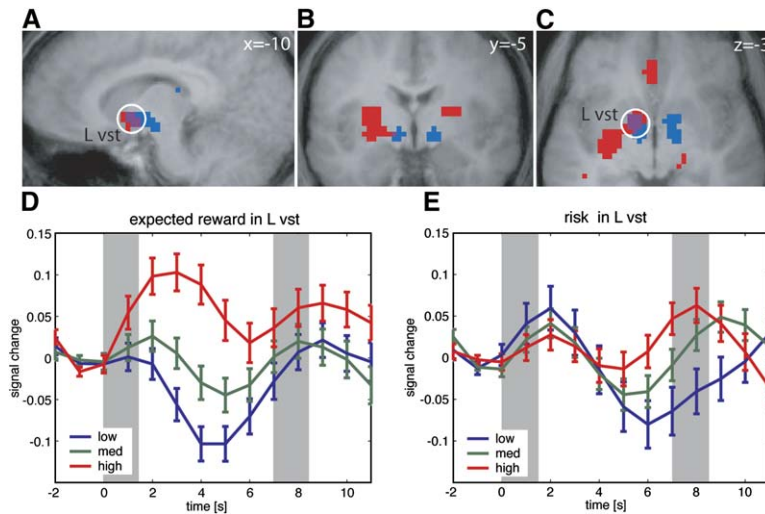 A
x=-10
L vst
B
y=-5
C
z=-3
L vst
D
expected reward in L vst
signal change
0.15
0.1
0.05
0
-0.05
-0.1
low
med
high
-2 0 2 4 6 8 10
time [s]
E
risk in L vst
signal change
0.15
0.1
0.05
0
-0.05
-0.1
low
med
high
-2 0 2 4 6 8 10
time [s]